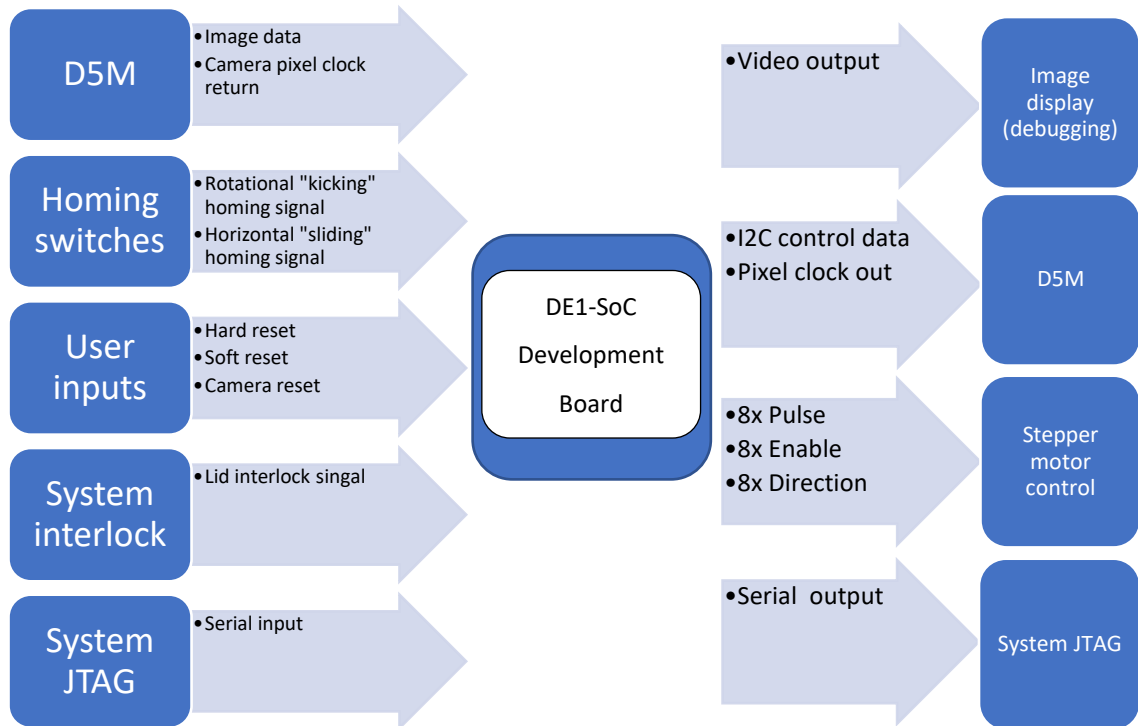 D5M
•Image data
•Camera pixel clock
return
Homing
switches
•Rotational "kicking"
homing signal
•Horizontal "sliding"
homing signal
User
inputs
•Hard reset
•Soft reset
•Camera reset
System
interlock
•Lid interlock singal
System
JTAG
•Serial input
DE1-SoC
Development
Board
•Video output
Image
display
(debugging)
•I2C control data
•Pixel clock out
D5M
•8x Pulse
•8x Enable
•8x Direction
Stepper
motor
control
•Serial output
System JTAG